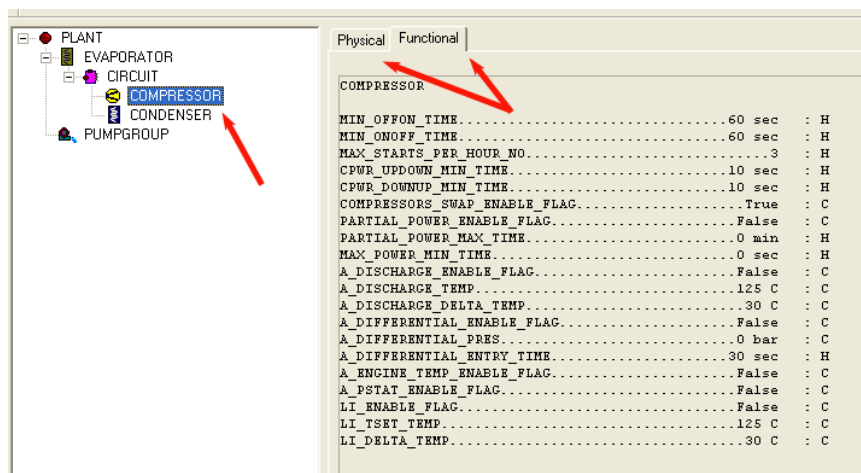 PLANT
EVAPORATOR
CIRCUIT
COMPRESSOR
CONDENSER
PUMPGROUP
Physical Functional
COMPRESSOR
MIN_OFFON_TIME..............................60 sec : H
MIN_ONOFF_TIME..............................60 sec : H
MAX_STARTS_PER_HOUR_NO...........................3 : H
CPWR_UPDOWN_MIN_TIME........................10 sec : H
CPWR_DOWNUP_MIN_TIME........................10 sec : H
COMPRESSORS_SWAP_ENABLE_FLAG..................True : C
PARTIAL_POWER_ENABLE_FLAG....................False : C
PARTIAL_POWER_MAX_TIME.......................0 min : H
MAX_POWER_MIN_TIME...........................0 sec : H
A_DISCHARGE_ENABLE_FLAG......................False : C
A_DISCHARGE_TEMP.............................125 C : C
A_DISCHARGE_DELTA_TEMP........................30 C : C
A_DIFFERENTIAL_ENABLE_FLAG...................False : C
A_DIFFERENTIAL_PRES..........................0 bar : C
A_DIFFERENTIAL_ENTRY_TIME...................30 sec : H
A_ENGINE_TEMP_ENABLE_FLAG....................False : C
A_PSTAT_ENABLE_FLAG..........................False : C
LI_ENABLE_FLAG...............................False : C
LI_TSET_TEMP.................................125 C : C
LI_DELTA_TEMP.................................30 C : C